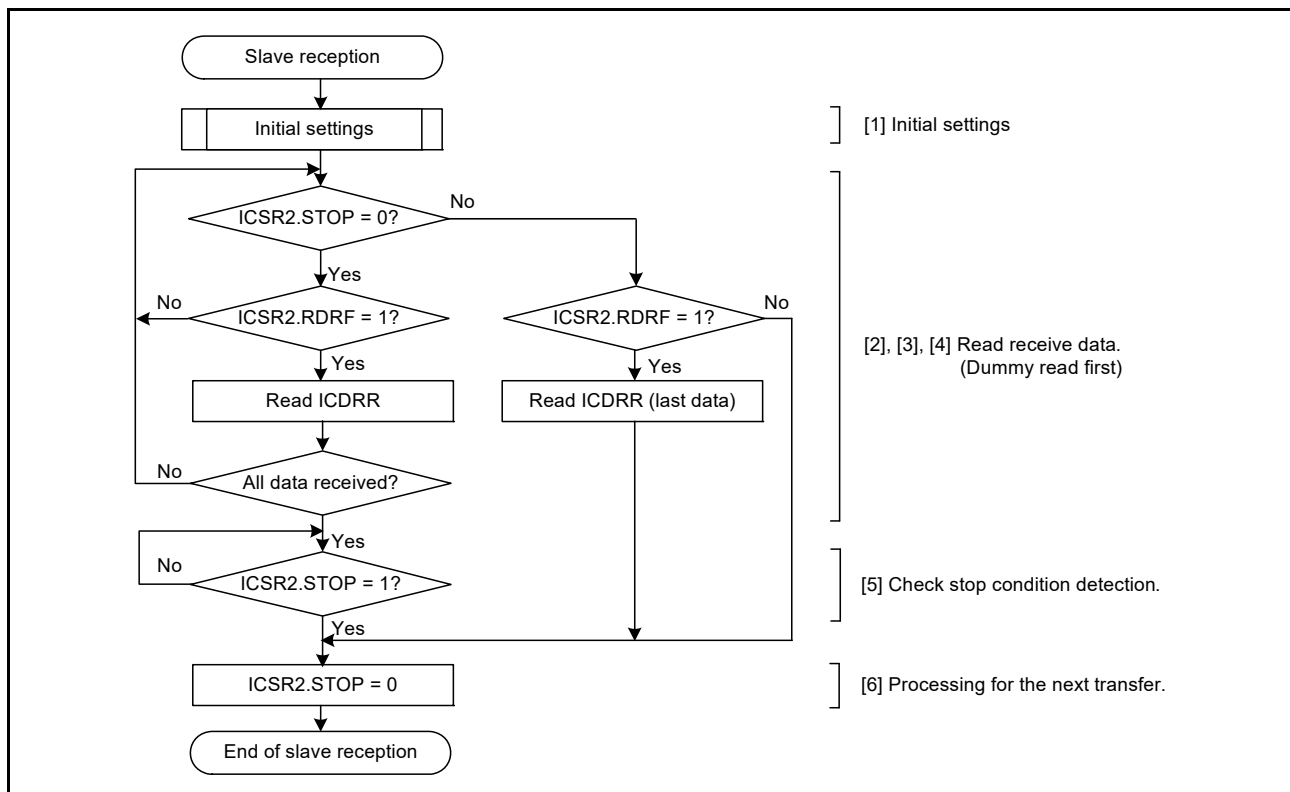 Slave reception
Initial settings
[1] Initial settings
ICSR2.STOP = 0?
No
Yes
No
ICSR2.RDRF = 1?
ICSR2.RDRF = 1?
No
[2], [3], [4] Read receive data.
(Dummy read first)
Yes
Yes
Read ICDRR
Read ICDRR (last data)
No
All data received?
Yes
No
ICSR2.STOP = 1?
[5] Check stop condition detection.
Yes
ICSR2.STOP = 0
[6] Processing for the next transfer.
End of slave reception